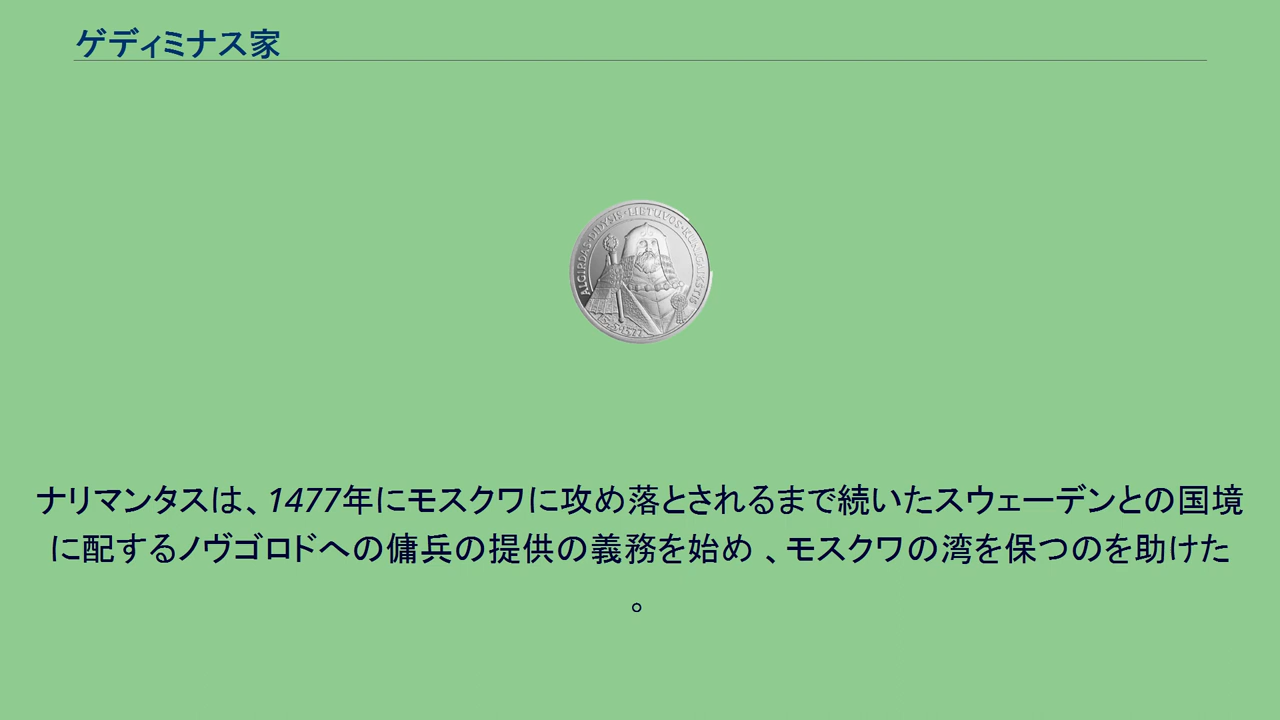 ゲディミナス家
ALGIRDAS·DIDYSIS·LIETUVOS·KUNIGAIKŠTIS
ナリマンタスは、1477年にモスクワに攻め落とされるまで続いたスウェーデンとの国境
に配するノヴゴロドへの傭兵の提供の義務を始め 、モスクワの湾を保つのを助けた
。